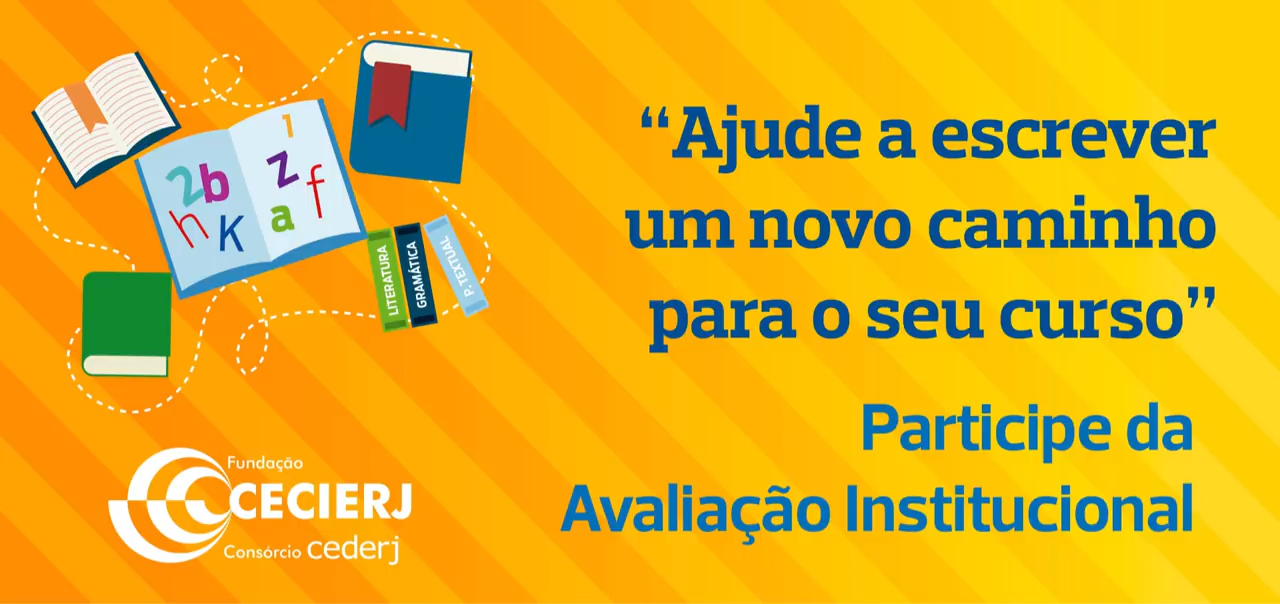 “Ajude a escrever
um novo caminho
para o seu curso”
Participe da
Avaliação Institucional
1
2 b z f
h K a
LITERATURA
GRAMÁTICA
P. TEXTUAL
Fundação
CECIERJ
Consórcio cederj